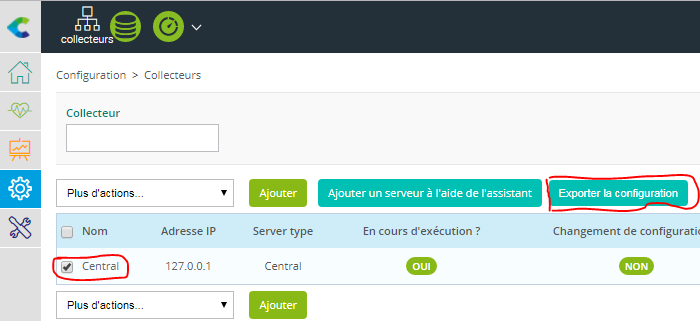 collecteurs
Configuration > Collecteurs
Collecteur
Plus d'actions... Ajouter Ajouter un serveur à l'aide de l'assistant Exporter la configuration
Nom Adresse IP Server type En cours d'exécution ? Changement de configuratio
Central 127.0.0.1 Central OUI NON
Plus d'actions... Ajouter